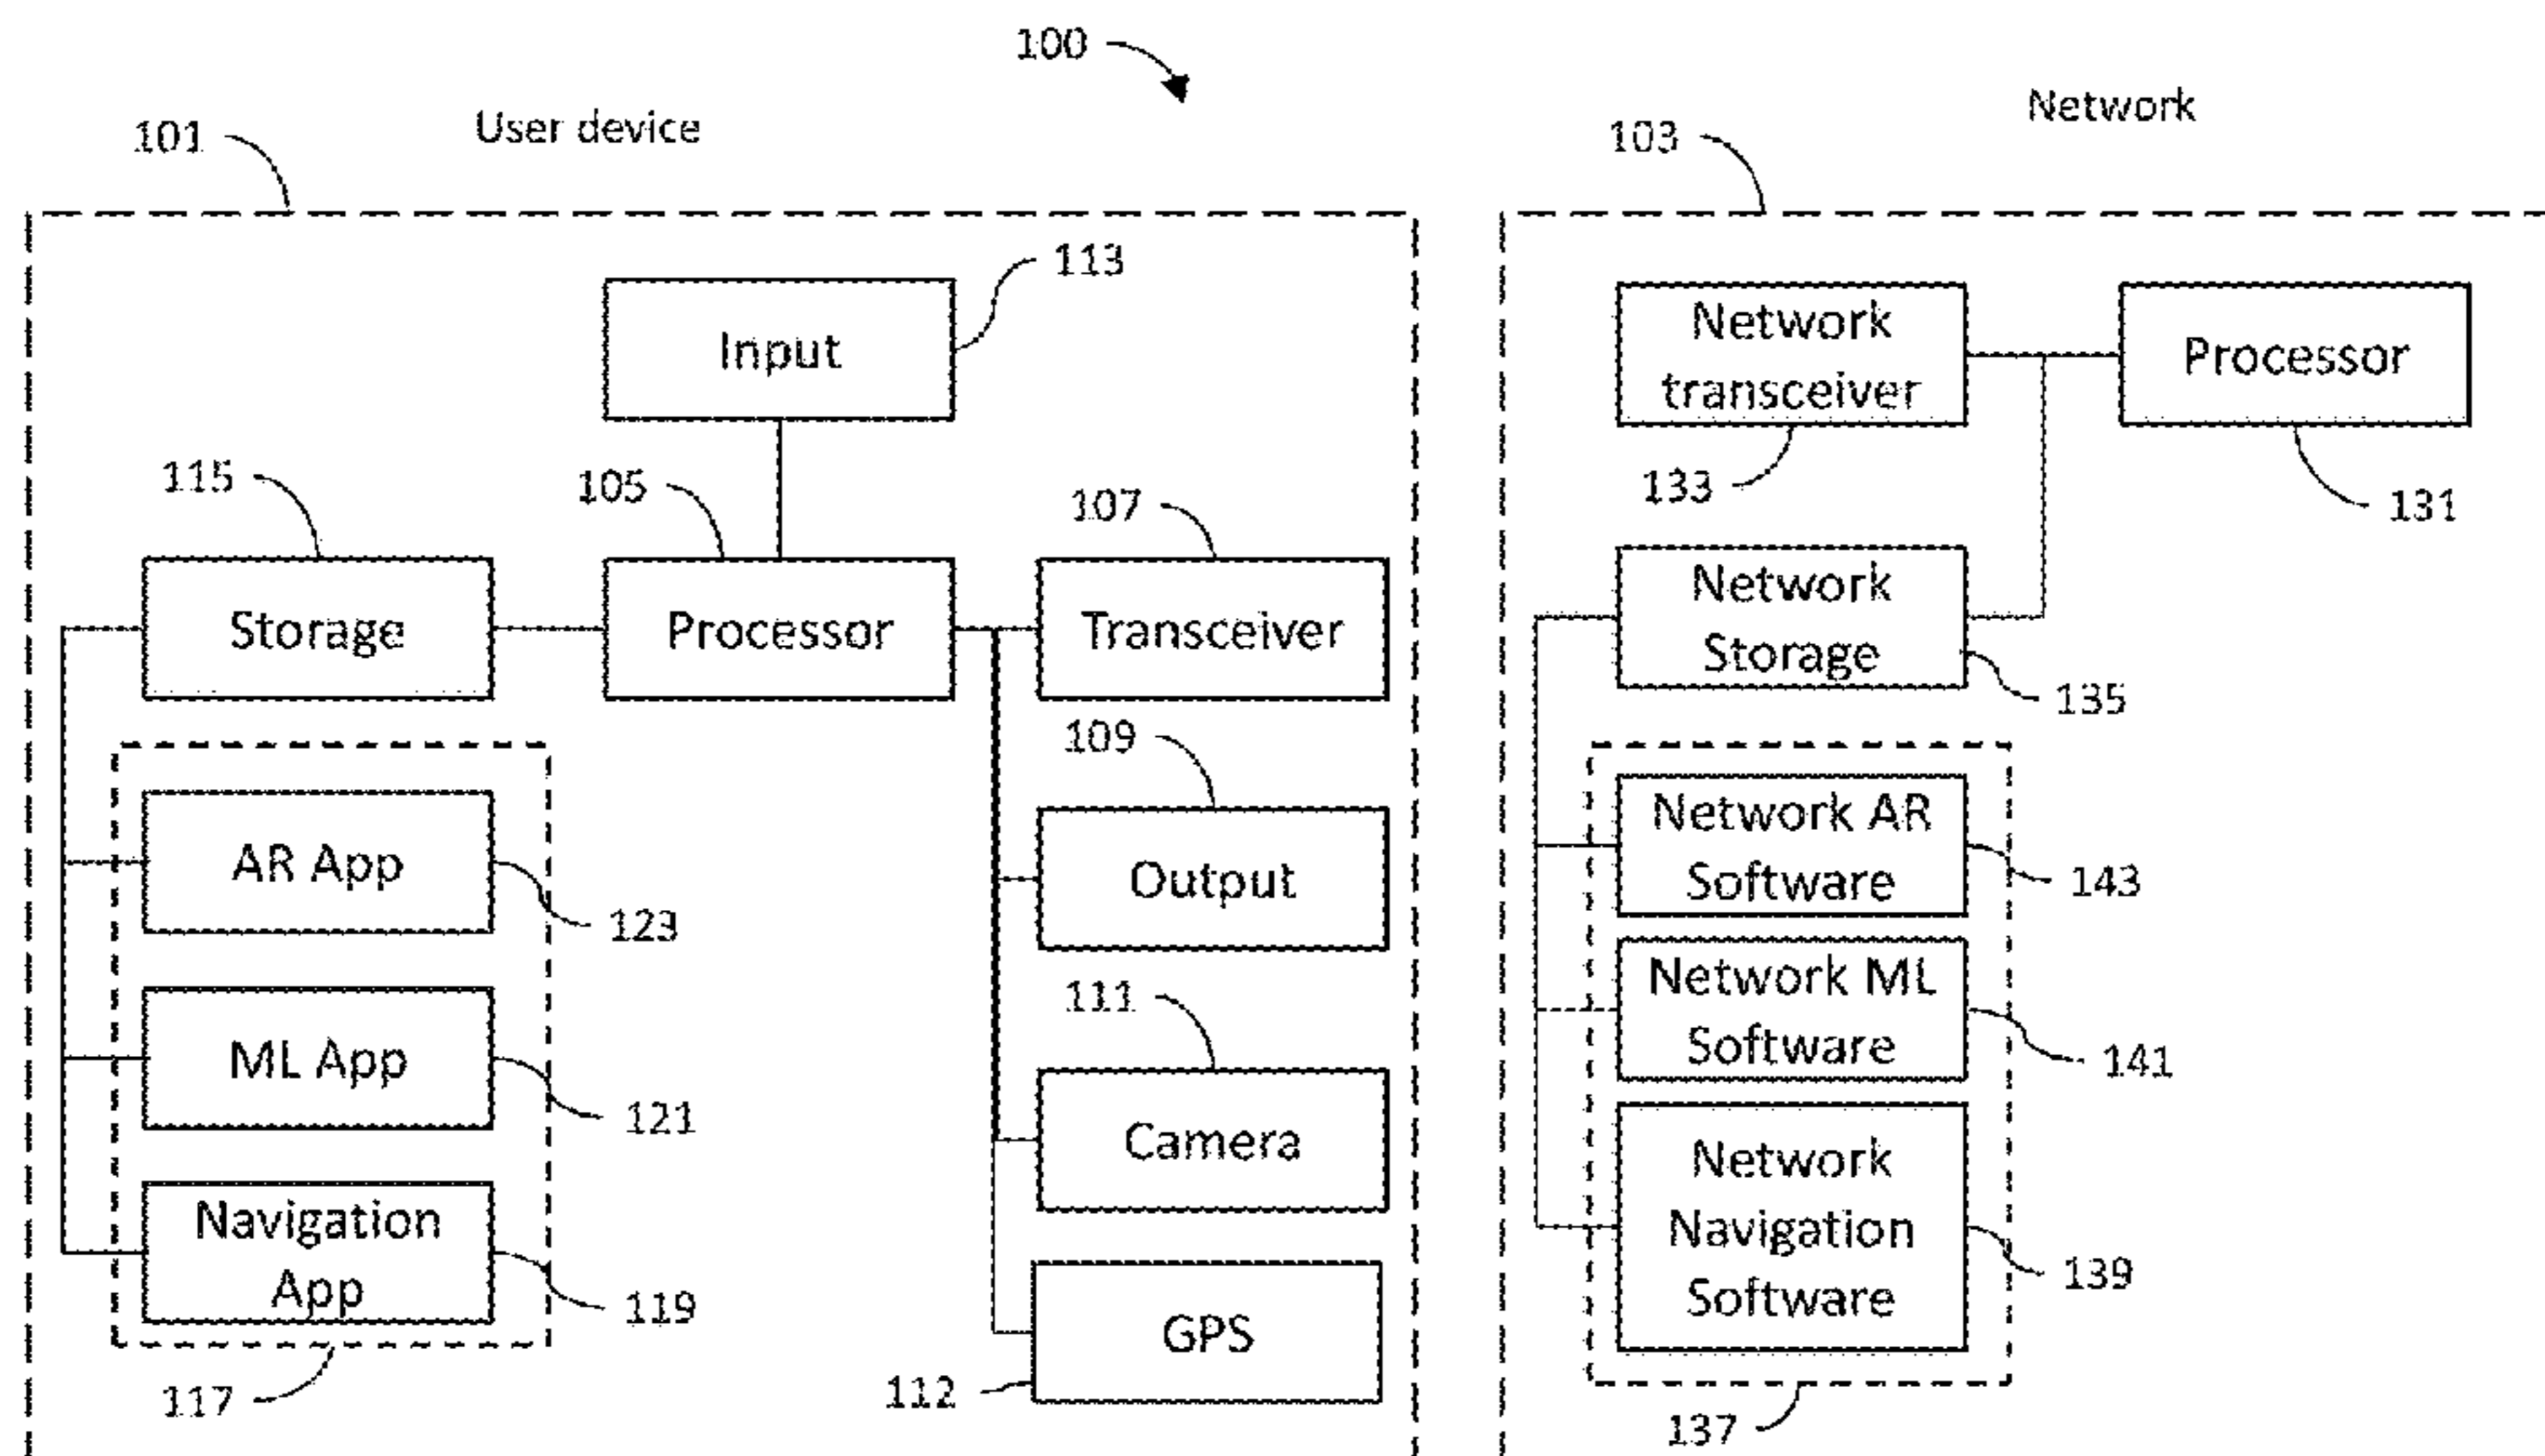 100
User device
Network
101
103
113
Input
Network
transceiver
Processor
133
131
115
105
107
Storage
Processor
Transceiver
Network
Storage
135
109
AR App
123
Output
Network AR
Software
143
111
ML App
121
Camera
Network ML
Software
141
Navigation
App
119
GPS
112
Network
Navigation
Software
139
117
137